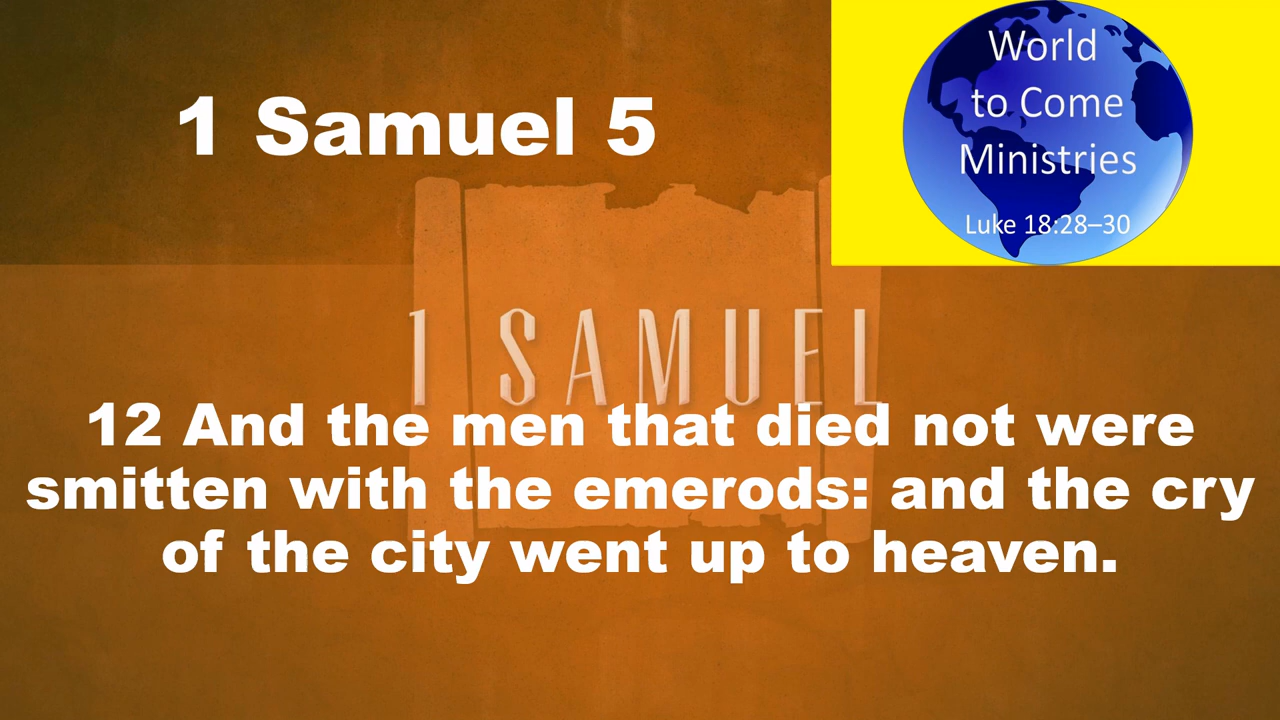 1 Samuel 5
World
to Come
Ministries
Luke 18:28–30
1 SAMUEL
12 And the men that died not were
smitten with the emerods: and the cry
of the city went up to heaven.